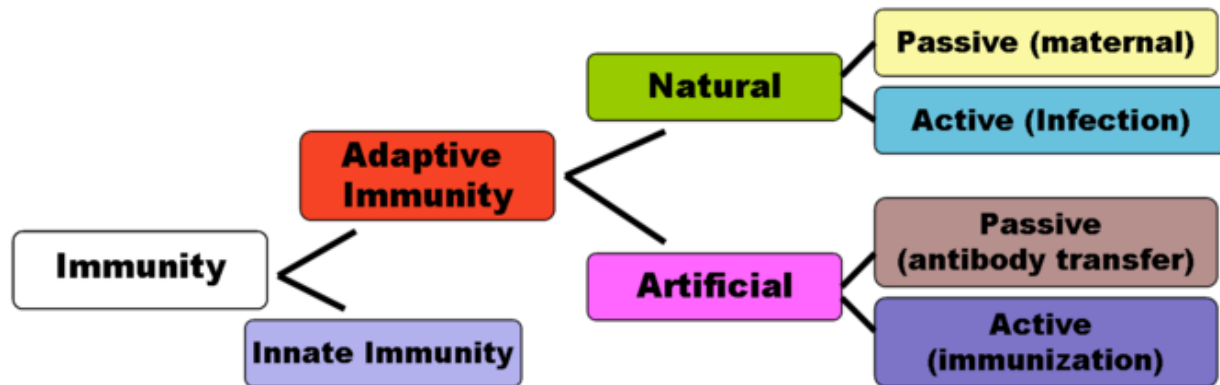 Passive (maternal)
Natural
Active (Infection)
Adaptive
Immunity
Passive
(antibody transfer)
Immunity
Artificial
Active
(immunization)
Innate Immunity